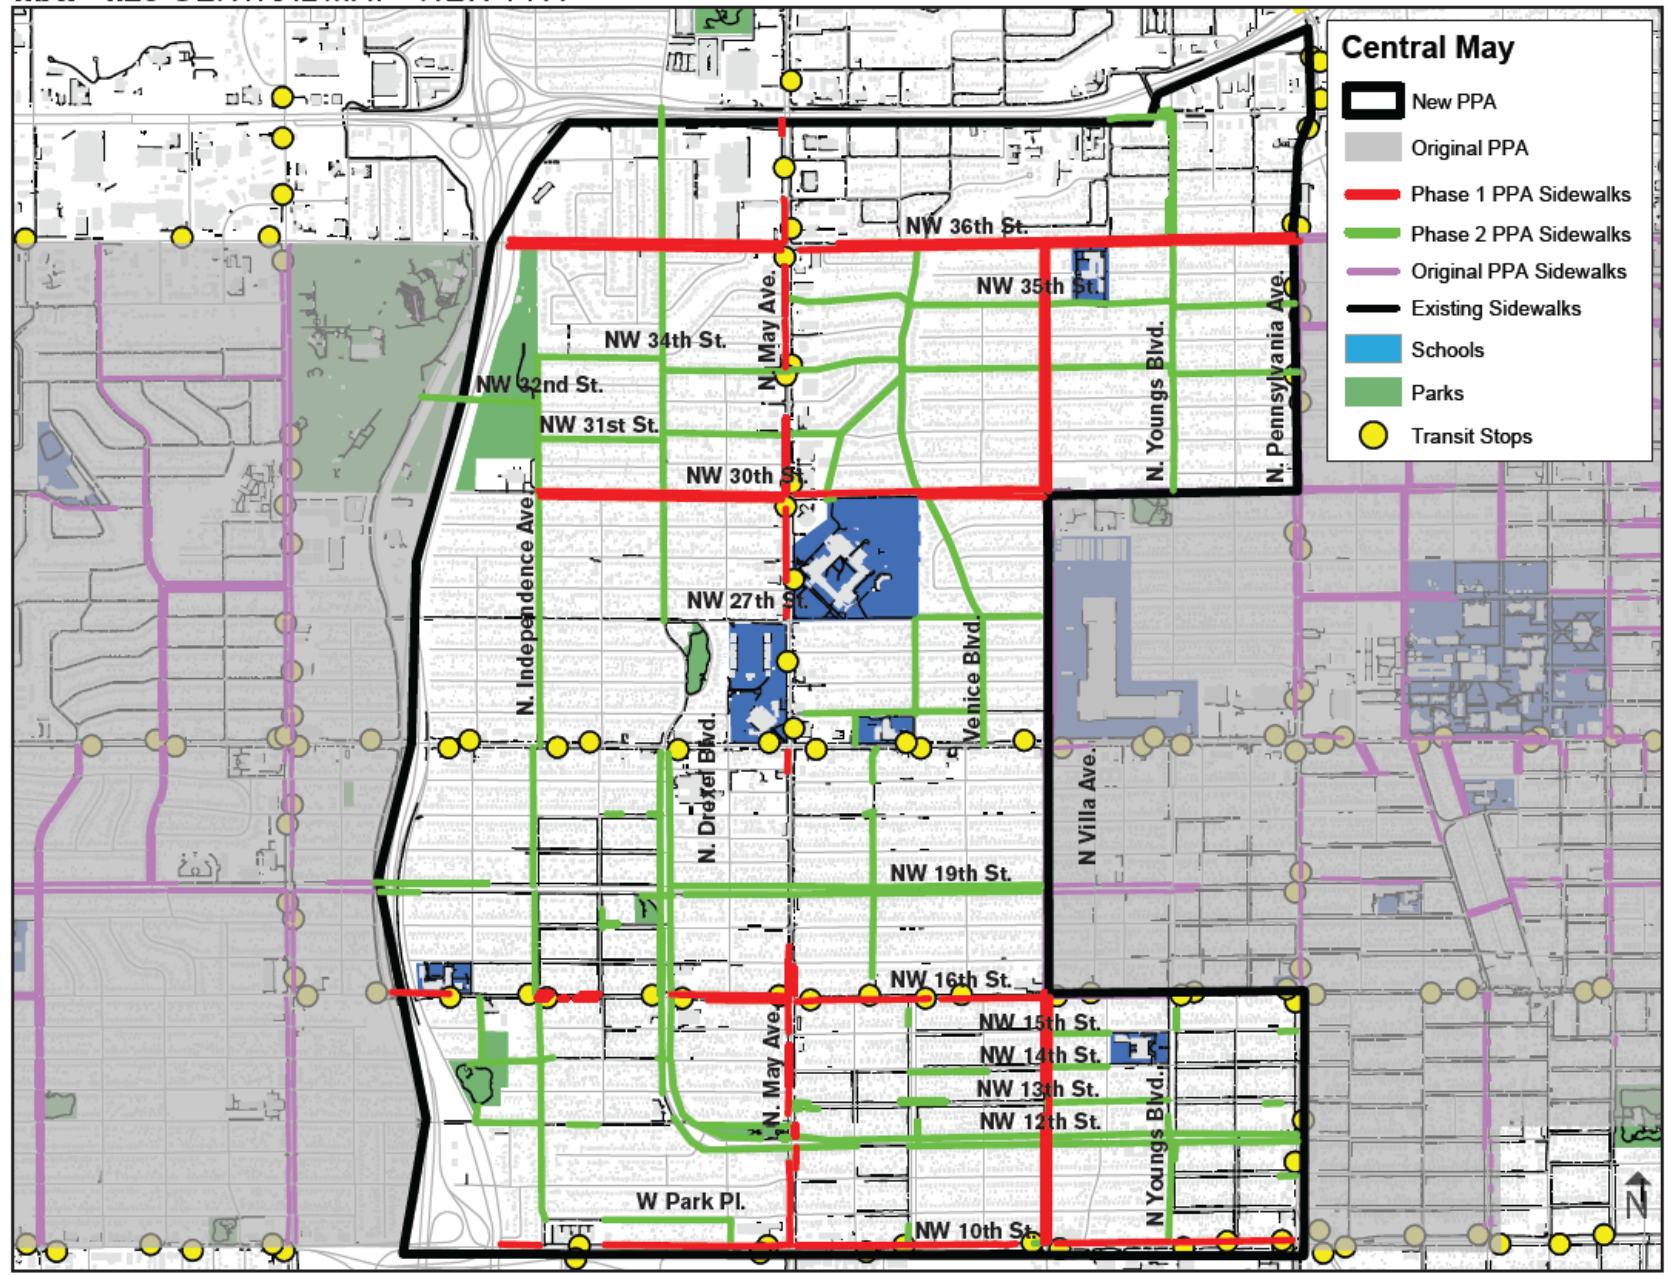 Central May
New PPA
Original PPA
Phase 1 PPA Sidewalks
Phase 2 PPA Sidewalks
Original PPA Sidewalks
Existing Sidewalks
Schools
Parks
Transit Stops
NW 36th St.
NW 35th St.
N. May Ave.
NW 34th St.
NW 32nd St.
NW 31st St.
N. Youngs Blvd.
N. Pennsylvania Ave.
NW 30th St.
N. Independence Ave.
NW 27th St.
Venice Blvd.
N. Drexel Blvd.
N Villa Ave.
NW 19th St.
NW 16th St.
N. May Ave.
NW 15th St.
NW 14th St.
NW 13th St.
NW 12th St.
N Youngs Blvd.
W Park Pl.
NW 10th St.
N